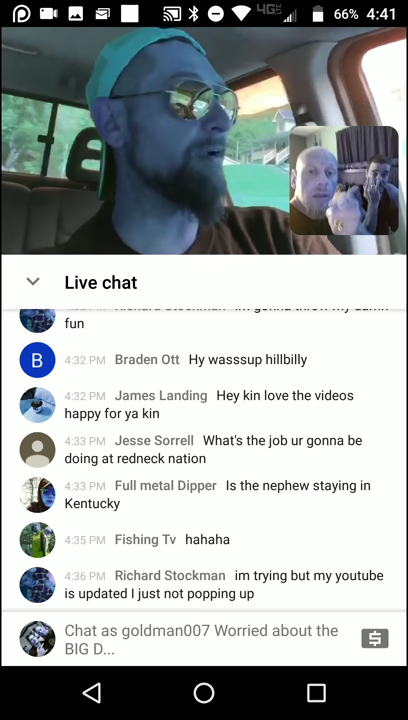 4G
66% 4:41
Live chat
fun
B 4:32 PM Braden Ott Hy wasssup hillbilly
4:32 PM James Landing Hey kin love the videos
happy for ya kin
4:33 PM Jesse Sorrell What's the job ur gonna be
doing at redneck nation
4:33 PM Full metal Dipper Is the nephew staying in
Kentucky
4:35 PM Fishing Tv hahaha
4:36 PM Richard Stockman im trying but my youtube
is updated I just not popping up
Chat as goldman007 Worried about the
BIG D...